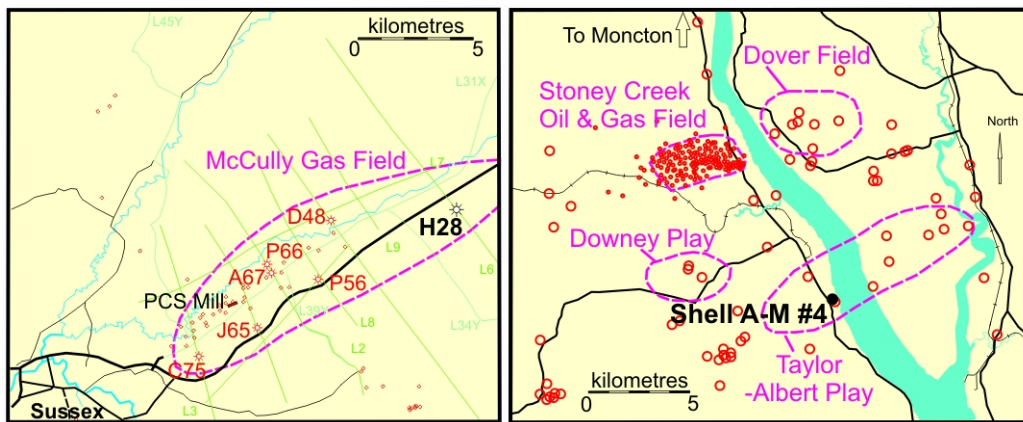 L45Y
kilometres
0 5
L31X
McCully Gas Field
L7
D48
H28
P66
L9
A67
P56
L6
PCS Mill
L39Y
L34Y
J65
L8
L2
C75
Sussex
L3
To Moncton
Dover Field
Stoney Creek
Oil & Gas Field
North
Downey Play
Shell A-M #4
Taylor
-Albert Play
kilometres
0 5